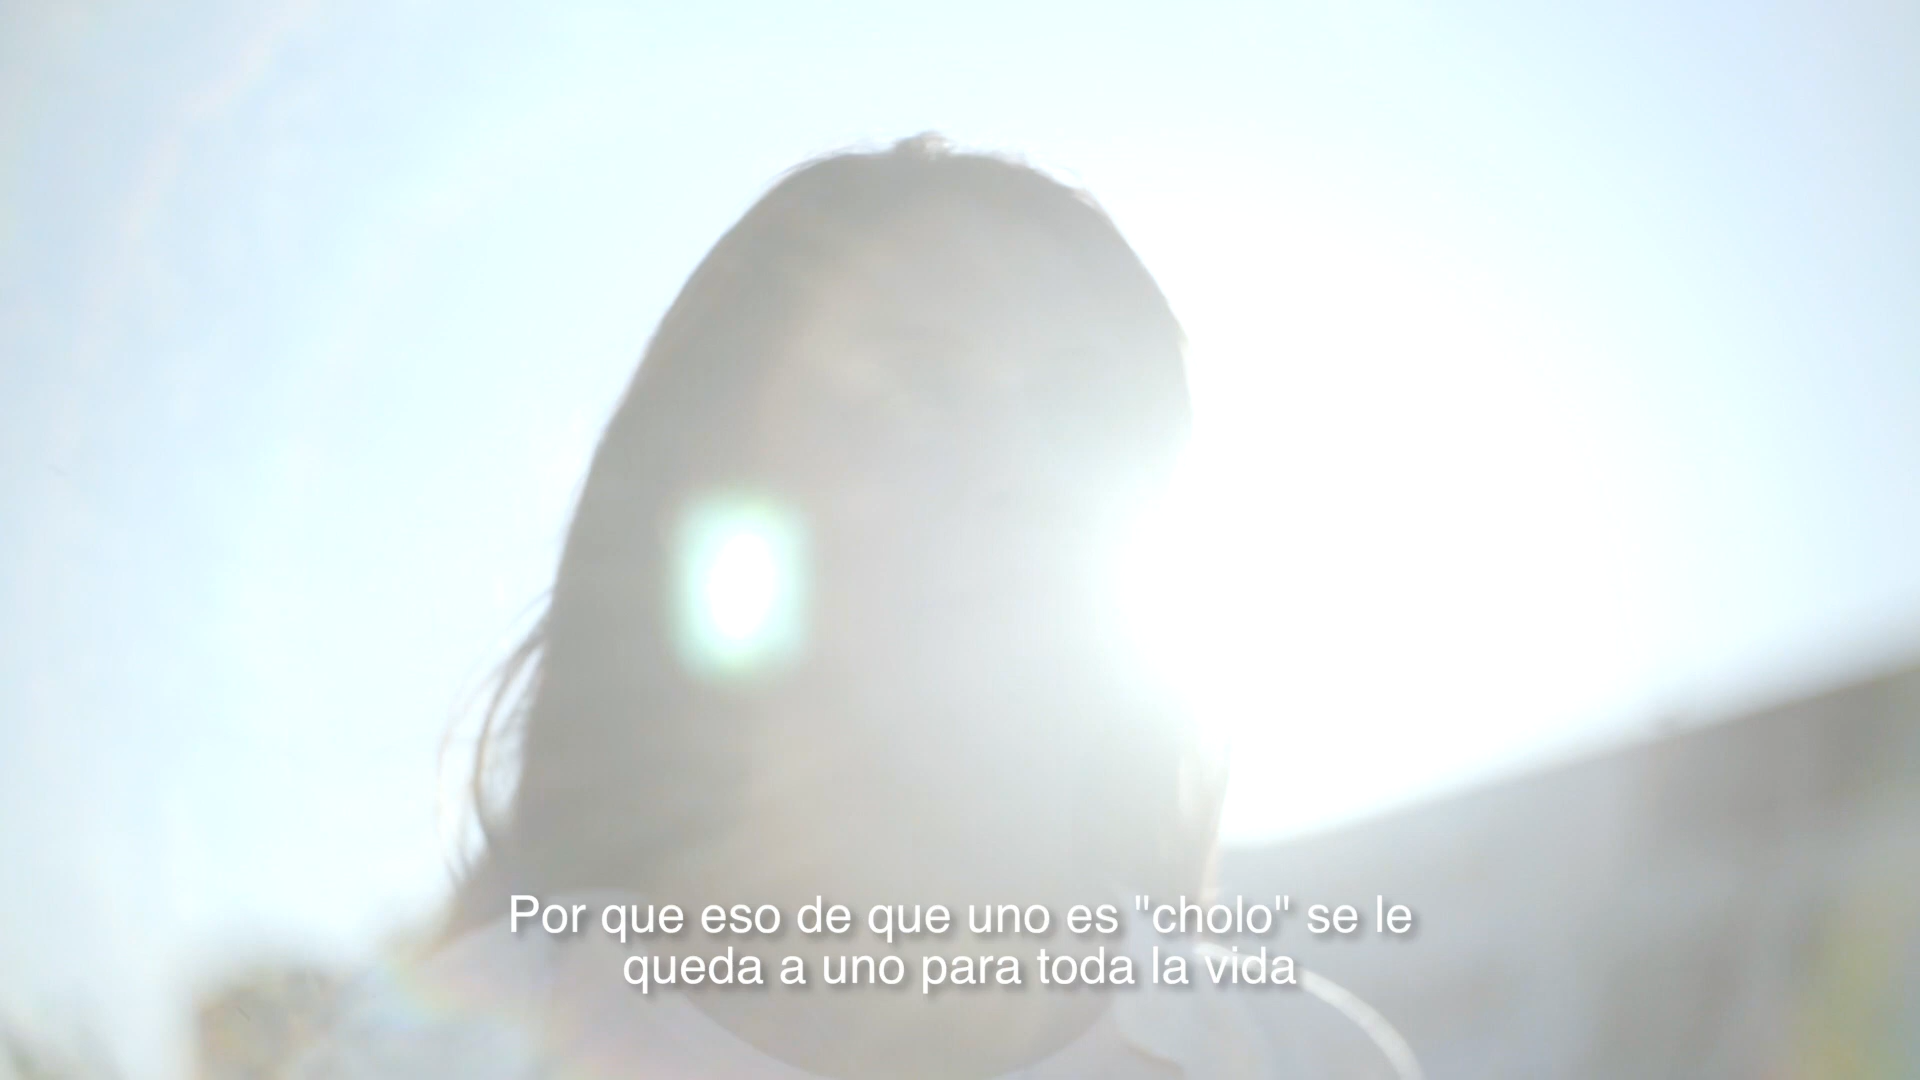 Por que eso de que uno es "cholo" se le
queda a uno para toda la vida